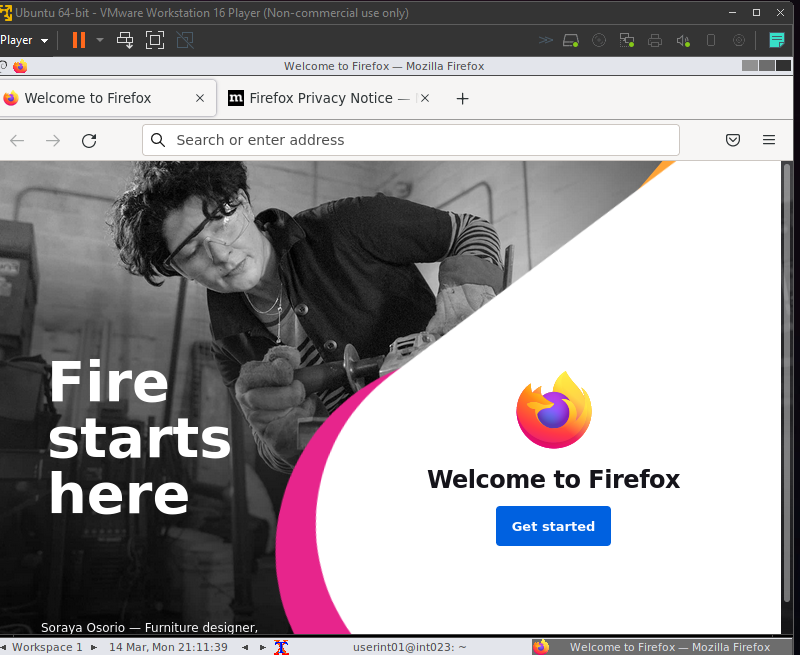 Ubuntu 64-bit - VMware Workstation 16 Player (Non-commercial use only)
Player
Welcome to Firefox — Mozilla Firefox
Welcome to Firefox
Firefox Privacy Notice —
Search or enter address
Fire
starts
here
Welcome to Firefox
Get started
Soraya Osorio — Furniture designer,
Workspace 1
14 Mar, Mon 21:11:39
userint01@int023: ~
Welcome to Firefox — Mozilla Firefox